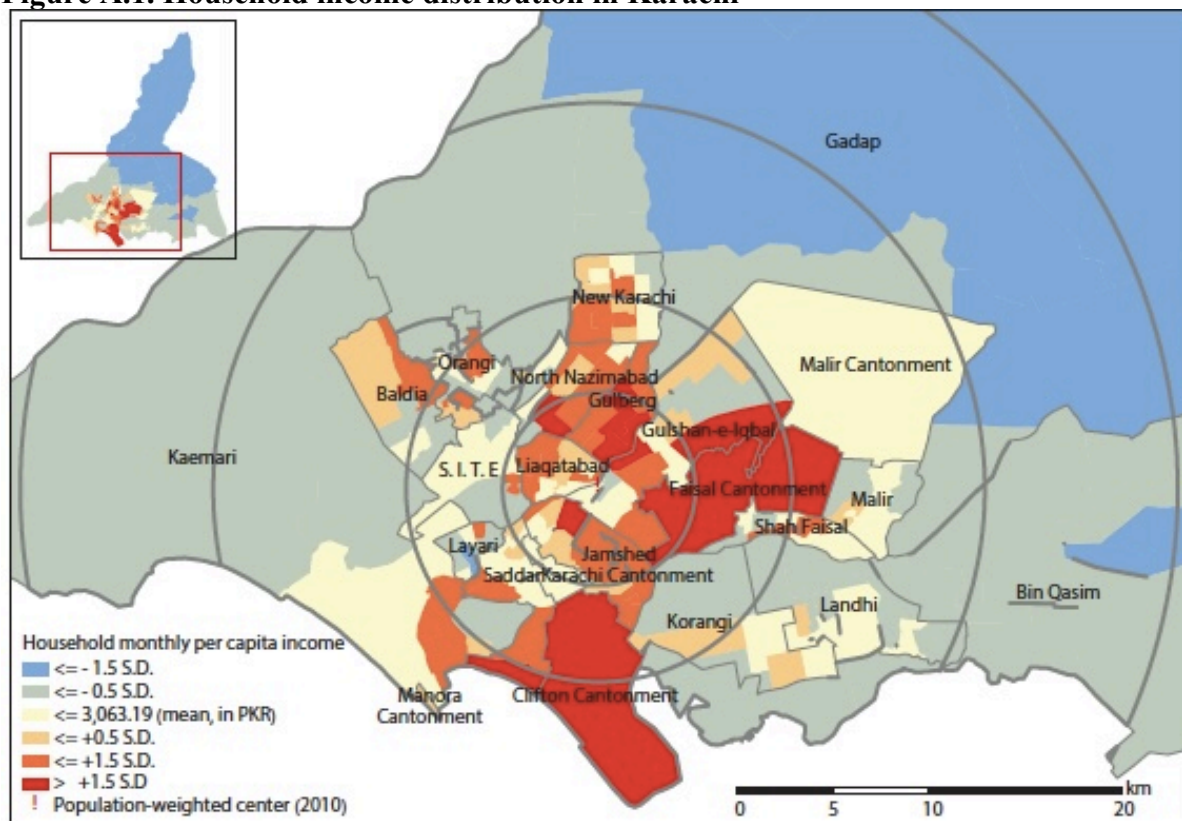 Figure A.1. Household income distribution in Karachi
Gadap
New Karachi
Malir Cantonment
Orangi
North Nazimabad
Baldia
Gulberg
Gulshan-e-Iqbal
Kaemari
S. I. T. E
Liaqatabad
Faisal Cantonment
Malir
Shah Faisal
Layari
Jamshed
Saddar
Karachi Cantonment
Bin Qasim
Landhi
Korangi
Manora
Cantonment
Clifton Cantonment
Household monthly per capita income
<= - 1.5 S.D.
<= - 0.5 S.D.
<= 3,063.19 (mean, in PKR)
<= +0.5 S.D.
<= +1.5 S.D.
> +1.5 S.D
! Population-weighted center (2010)
km
0 5 10 20